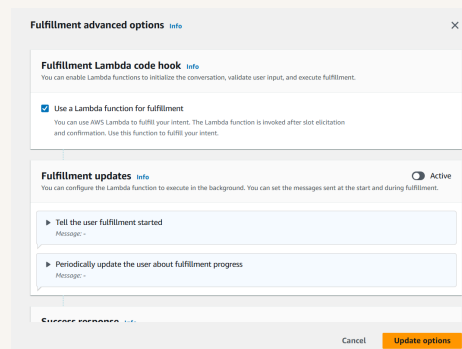 Fulfillment advanced options Info
Fulfillment Lambda code hook Info
You can enable Lambda functions to initialize the conversation, validate user input, and execute fulfillment.
Use a Lambda function for fulfillment
You can use AWS Lambda to fulfill your intent. The Lambda function is invoked after slot elicitation
and confirmation. Use this function to fulfill your intent.
Fulfillment updates Info
Active
You can configure the Lambda function to execute in the background. You can set the messages sent at the start and during fulfillment.
Tell the user fulfillment started
Message: -
Periodically update the user about fulfillment progress
Message: -
Success response Info
Cancel
Update options